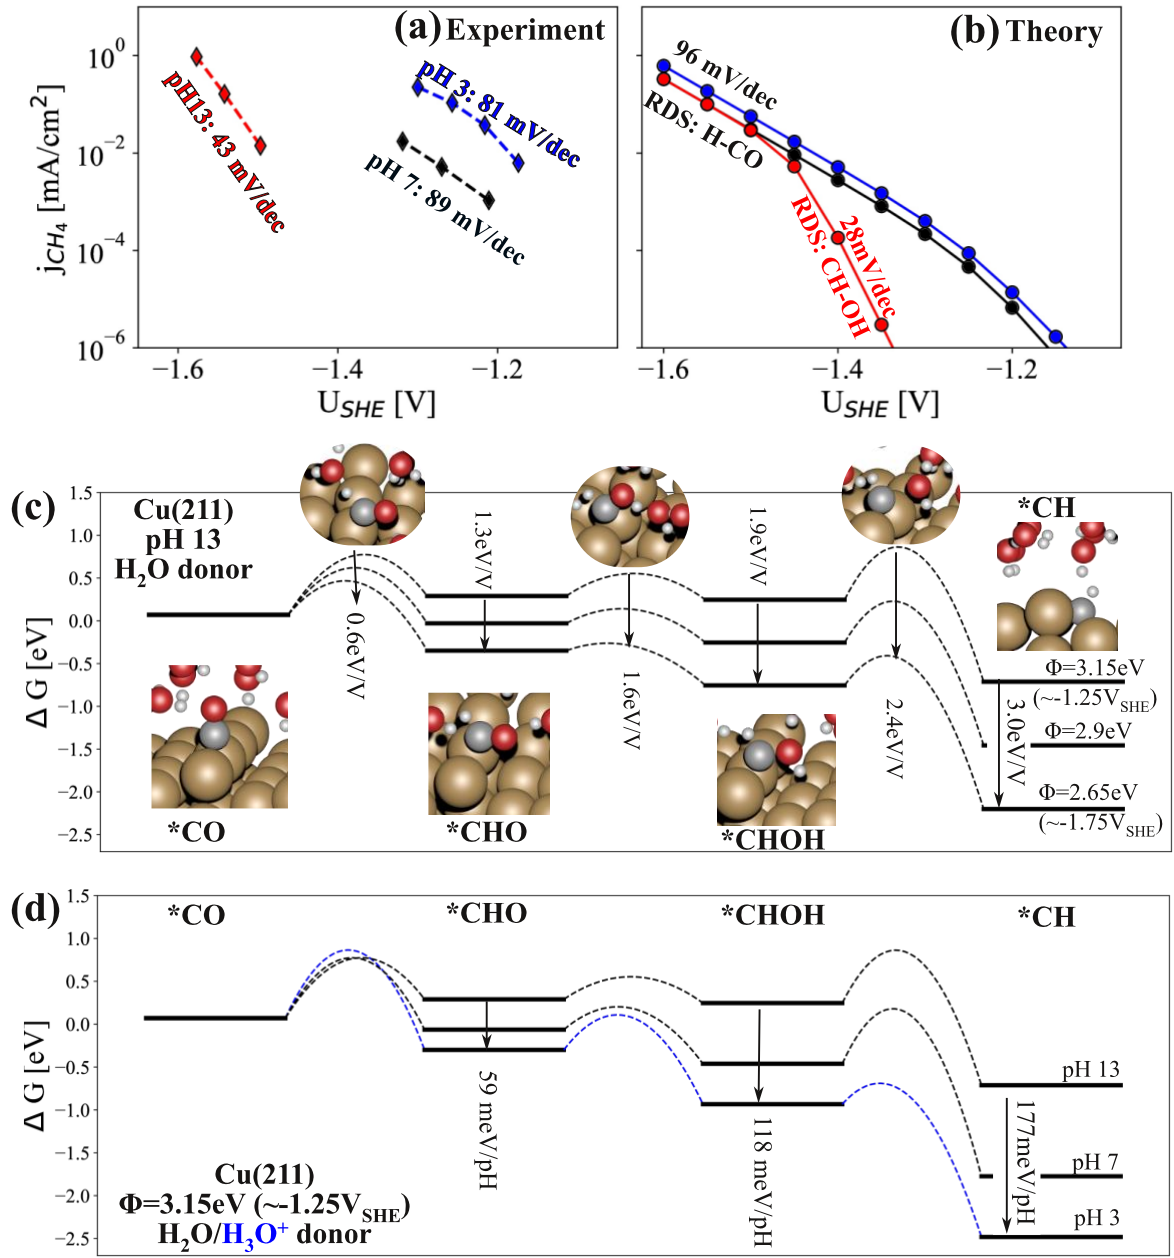 (a) Experiment
10⁰
10⁻²
10⁻⁴
10⁻⁶
j_CH₄ [mA/cm²]
pH13: 43 mV/dec
pH 3: 81 mV/dec
pH 7: 89 mV/dec
−1.6
−1.4
−1.2
U_SHE [V]
(b) Theory
96 mV/dec
RDS: H-CO
28mV/dec
RDS: CH-OH
−1.6
−1.4
−1.2
U_SHE [V]
(c)
1.5
1.0
0.5
0.0
−0.5
−1.0
−1.5
−2.0
−2.5
Δ G [eV]
Cu(211)
pH 13
H₂O donor
0.6eV/V
1.3eV/V
1.6eV/V
1.9eV/V
2.4eV/V
3.0eV/V
*CH
Φ=3.15eV
(~-1.25V_SHE)
Φ=2.9eV
Φ=2.65eV
(~-1.75V_SHE)
*CO
*CHO
*CHOH
(d)
1.5
1.0
0.5
0.0
−0.5
−1.0
−1.5
−2.0
−2.5
Δ G [eV]
*CO
*CHO
*CHOH
*CH
59 meV/pH
118 meV/pH
177meV/pH
pH 13
pH 7
pH 3
Cu(211)
Φ=3.15eV (~-1.25V_SHE)
H₂O/H₃O⁺ donor